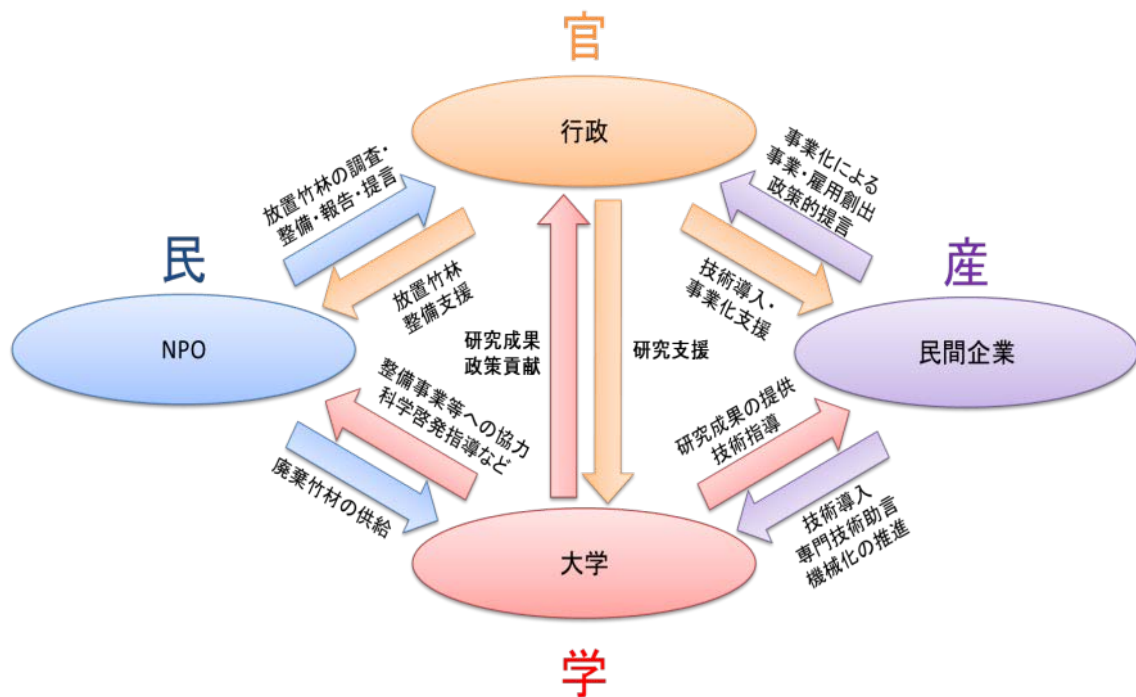 官
行政
放置竹林の調査・
整備・報告・提言
事業化による
事業・雇用創出
政策的提言
民
産
放置竹林
整備支援
技術導入・
事業化支援
NPO
研究成果
政策貢献
研究支援
民間企業
整備事業等への協力
科学啓発指導など
研究成果の提供
技術指導
廃棄竹材の供給
技術導入
専門技術助言
機械化の推進
大学
学